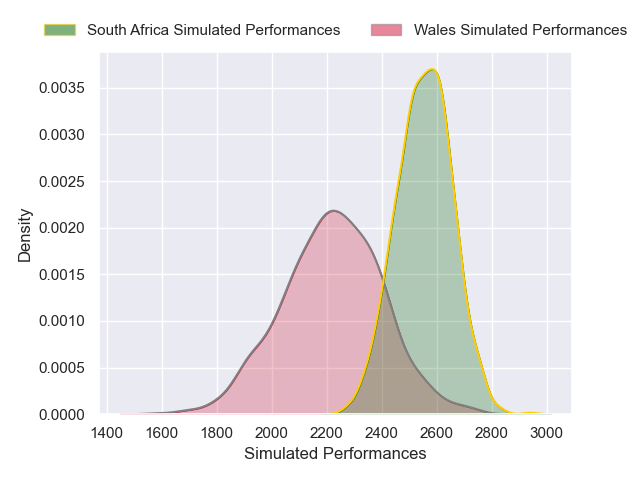 South Africa Simulated Performances Wales Simulated Performances
0.0035
0.0030
0.0025
0.0020
0.0015
0.0010
0.0005
0.0000
Density
1400 1600 1800 2000 2200 2400 2600 2800 3000
Simulated Performances